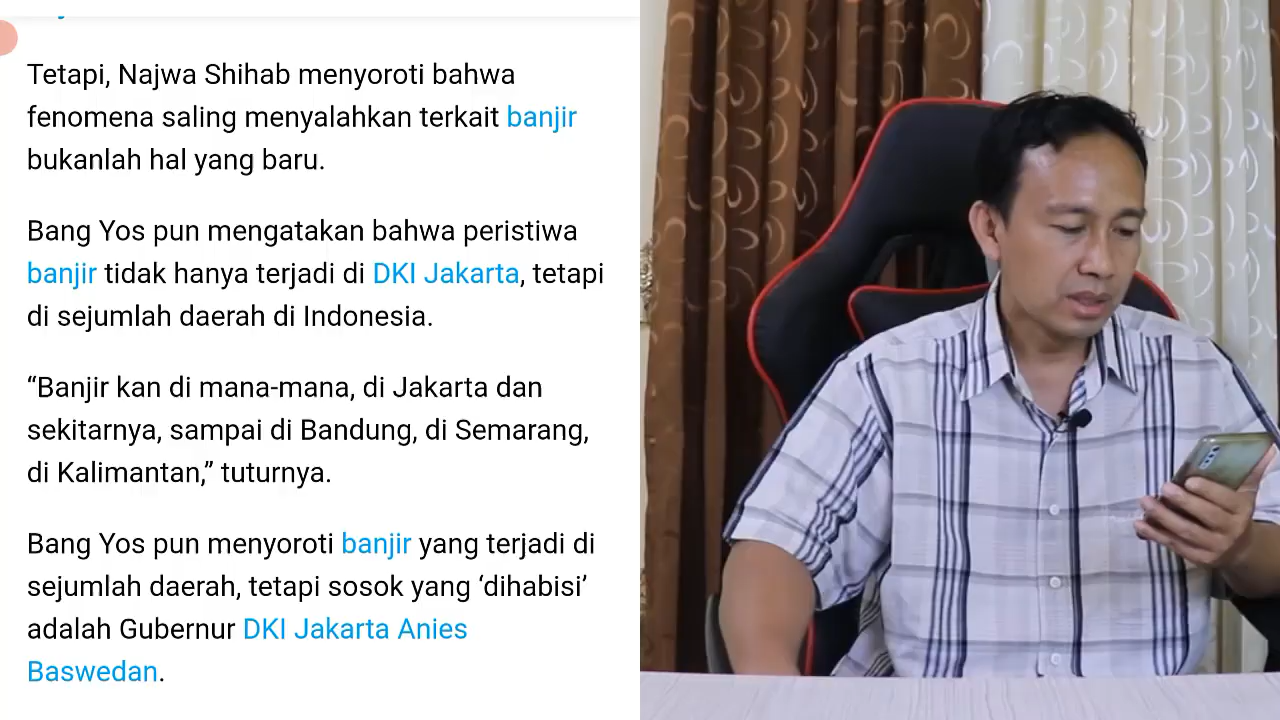 Tetapi, Najwa Shihab menyoroti bahwa
fenomena saling menyalahkan terkait banjir
bukanlah hal yang baru.
Bang Yos pun mengatakan bahwa peristiwa
banjir tidak hanya terjadi di DKI Jakarta, tetapi
di sejumlah daerah di Indonesia.
“Banjir kan di mana-mana, di Jakarta dan
sekitarnya, sampai di Bandung, di Semarang,
di Kalimantan,” tuturnya.
Bang Yos pun menyoroti banjir yang terjadi di
sejumlah daerah, tetapi sosok yang ‘dihabisi’
adalah Gubernur DKI Jakarta Anies
Baswedan.